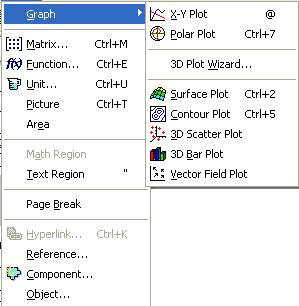 Graph
Matrix... Ctrl+M
Function... Ctrl+E
Unit... Ctrl+U
Picture Ctrl+T
Area
Math Region
Text Region "
Page Break
Hyperlink... Ctrl+K
Reference...
Component...
Object...
X-Y Plot @
Polar Plot Ctrl+7
3D Plot Wizard...
Surface Plot Ctrl+2
Contour Plot Ctrl+5
3D Scatter Plot
3D Bar Plot
Vector Field Plot